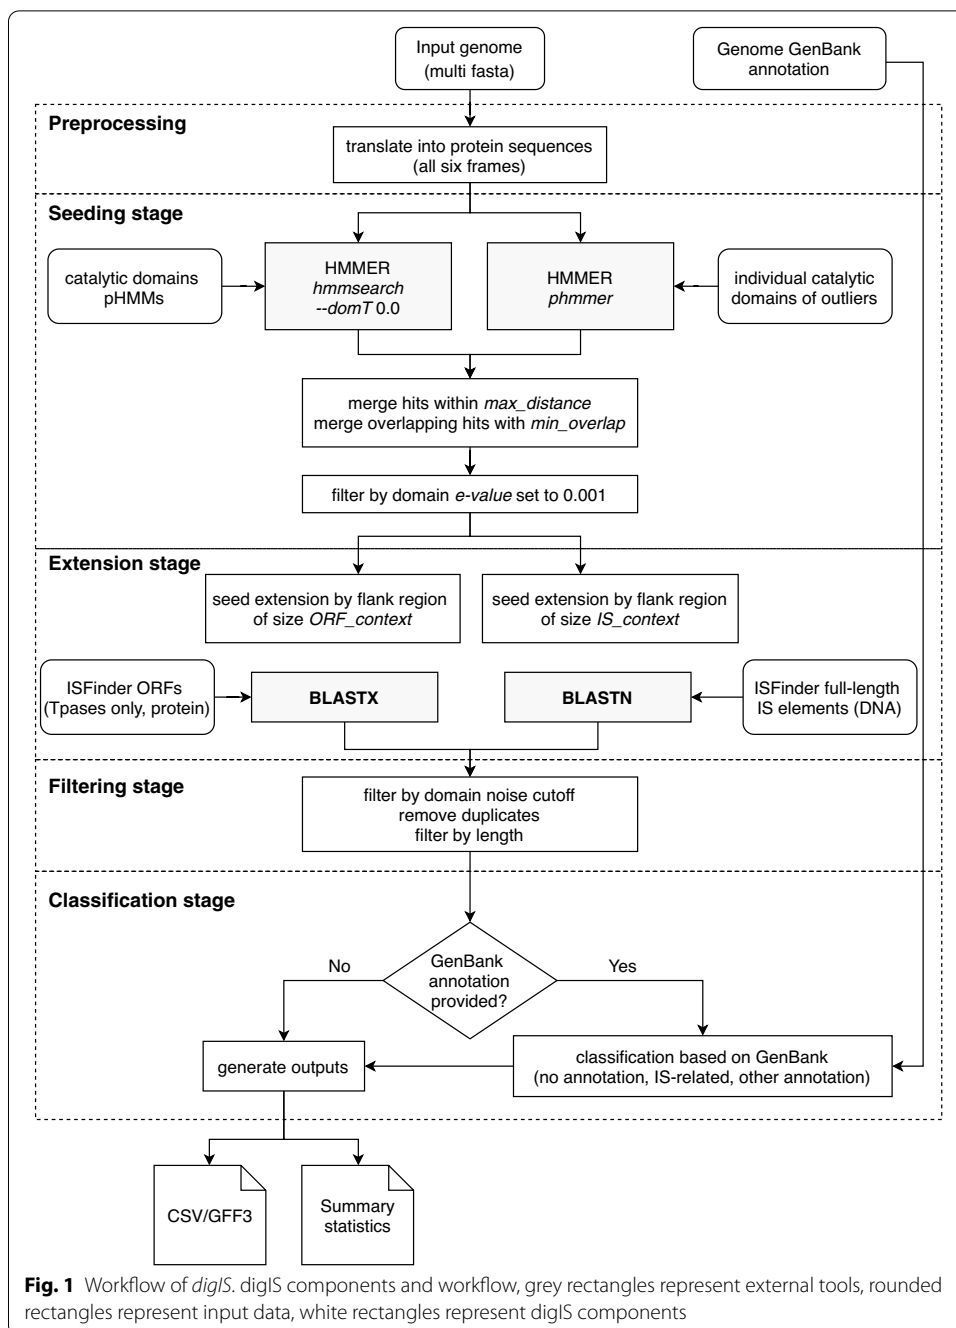 Input genome
(multi fasta)
Genome GenBank
annotation
Preprocessing
translate into protein sequences
(all six frames)
Seeding stage
catalytic domains
pHMMs
HMMER
hmmsearch
--domT 0.0
HMMER
phmmer
individual catalytic
domains of outliers
merge hits within max_distance
merge overlapping hits with min_overlap
filter by domain e-value set to 0.001
Extension stage
seed extension by flank region
of size ORF_context
seed extension by flank region
of size IS_context
ISFinder ORFs
(Tpases only, protein)
BLASTX
BLASTN
ISFinder full-length
IS elements (DNA)
Filtering stage
filter by domain noise cutoff
remove duplicates
filter by length
Classification stage
GenBank
annotation
provided?
No
Yes
generate outputs
classification based on GenBank
(no annotation, IS-related, other annotation)
CSV/GFF3
Summary
statistics
Fig. 1 Workflow of digIS. digIS components and workflow, grey rectangles represent external tools, rounded
rectangles represent input data, white rectangles represent digIS components